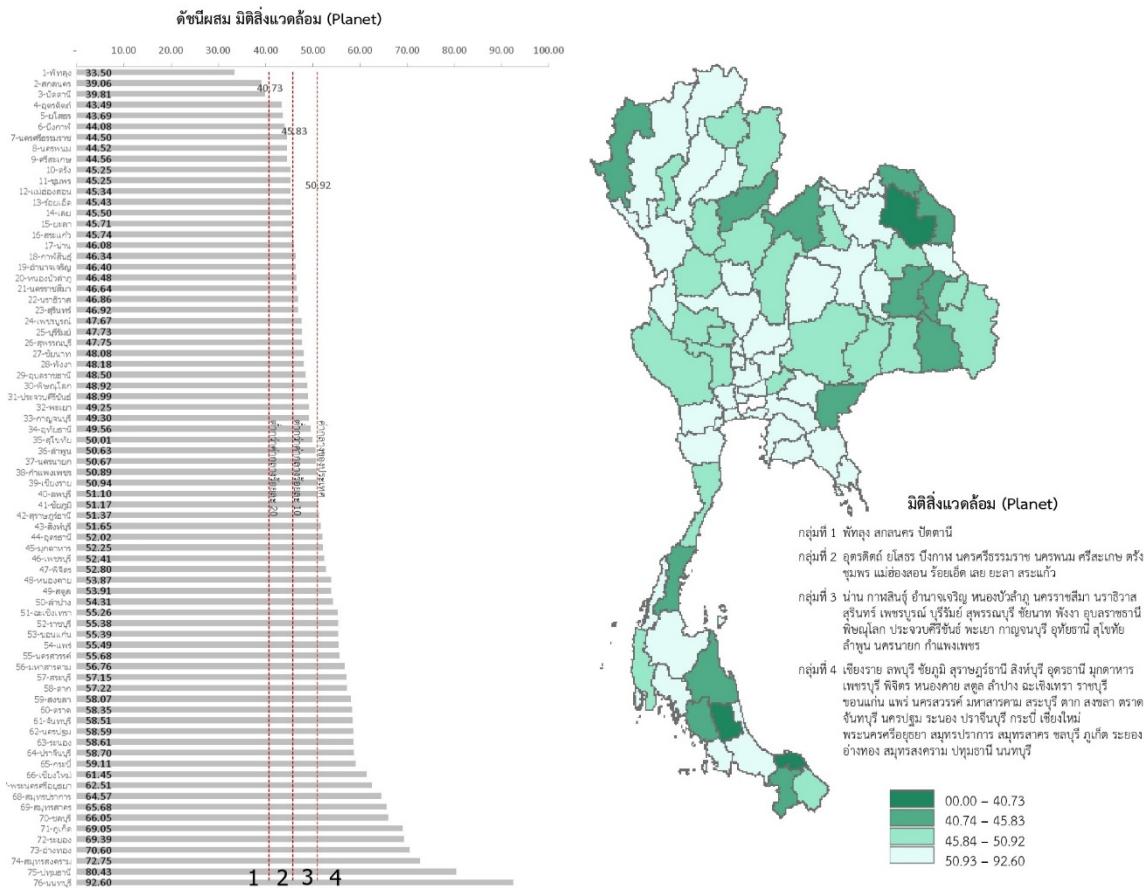 ดัชนีผสม มิติสิ่งแวดล้อม (Planet)
- 10.00 20.00 30.00 40.00 50.00 60.00 70.00 80.00 90.00 100.00
1-พัทลุง 33.50
2-สกลนคร 39.06
3-ปัตตานี 39.81
40.73
4-อุตรดิตถ์ 43.49
5-ยโสธร 43.69
6-บึงกาฬ 44.08
45.83
7-นครศรีธรรมราช 44.50
8-นครพนม 44.52
9-ศรีสะเกษ 44.56
10-ตรัง 45.25
11-ชุมพร 45.25
50.92
12-แม่ฮ่องสอน 45.34
13-ร้อยเอ็ด 45.43
14-เลย 45.50
15-ยะลา 45.71
16-สระแก้ว 45.74
17-น่าน 46.08
18-กาฬสินธุ์ 46.34
19-อำนาจเจริญ 46.40
20-หนองบัวลำภู 46.48
21-นครราชสีมา 46.64
22-นราธิวาส 46.86
23-สุรินทร์ 46.92
24-เพชรบูรณ์ 47.67
25-บุรีรัมย์ 47.73
26-สุพรรณบุรี 47.75
27-ชัยนาท 48.08
28-พังงา 48.18
29-อุบลราชธานี 48.50
30-พิษณุโลก 48.92
31-ประจวบคีรีขันธ์ 48.99
32-พะเยา 49.25
33-กาญจนบุรี 49.30
34-อุทัยธานี 49.56
35-สุโขทัย 50.01
36-ลำพูน 50.63
37-นครนายก 50.67
38-กำแพงเพชร 50.89
39-เชียงราย 50.94
40-ลพบุรี 51.10
41-ชัยภูมิ 51.17
42-สุราษฎร์ธานี 51.37
43-สิงห์บุรี 51.65
44-อุดรธานี 52.02
45-มุกดาหาร 52.25
46-เพชรบุรี 52.41
47-พิจิตร 52.80
48-หนองคาย 53.87
49-สตูล 53.91
50-ลำปาง 54.31
51-ฉะเชิงเทรา 55.26
52-ราชบุรี 55.38
53-ขอนแก่น 55.39
54-แพร่ 55.49
55-นครสวรรค์ 55.68
56-มหาสารคาม 56.76
57-สระบุรี 57.15
58-ตาก 57.22
59-สงขลา 58.07
60-ตราด 58.35
61-จันทบุรี 58.51
62-นครปฐม 58.59
63-ระนอง 58.61
64-ปราจีนบุรี 58.70
65-กระบี่ 59.11
66-เชียงใหม่ 61.45
-พระนครศรีอยุธยา 62.51
68-สมุทรปราการ 64.57
69-สมุทรสาคร 65.68
70-ชลบุรี 66.05
71-ภูเก็ต 69.05
72-ระยอง 69.39
73-อ่างทอง 70.60
74-สมุทรสงคราม 72.75
75-ปทุมธานี 80.43
76-นนทบุรี 92.60
1 2 3 4
มิติสิ่งแวดล้อม (Planet)
กลุ่มที่ 1 พัทลุง สกลนคร ปัตตานี
กลุ่มที่ 2 อุตรดิตถ์ ยโสธร บึงกาฬ นครศรีธรรมราช นครพนม ศรีสะเกษ ตรัง
ชุมพร แม่ฮ่องสอน ร้อยเอ็ด เลย ยะลา สระแก้ว
กลุ่มที่ 3 น่าน กาฬสินธุ์ อำนาจเจริญ หนองบัวลำภู นครราชสีมา นราธิวาส
สุรินทร์ เพชรบูรณ์ บุรีรัมย์ สุพรรณบุรี ชัยนาท พังงา อุบลราชธานี
พิษณุโลก ประจวบคีรีขันธ์ พะเยา กาญจนบุรี อุทัยธานี สุโขทัย
ลำพูน นครนายก กำแพงเพชร
กลุ่มที่ 4 เชียงราย ลพบุรี ชัยภูมิ สุราษฎร์ธานี สิงห์บุรี อุดรธานี มุกดาหาร
เพชรบุรี พิจิตร หนองคาย สตูล ลำปาง ฉะเชิงเทรา ราชบุรี
ขอนแก่น แพร่ นครสวรรค์ มหาสารคาม สระบุรี ตาก สงขลา ตราด
จันทบุรี นครปฐม ระนอง ปราจีนบุรี กระบี่ เชียงใหม่
พระนครศรีอยุธยา สมุทรปราการ สมุทรสาคร ชลบุรี ภูเก็ต ระยอง
อ่างทอง สมุทรสงคราม ปทุมธานี นนทบุรี
00.00 – 40.73
40.74 – 45.83
45.84 – 50.92
50.93 – 92.60